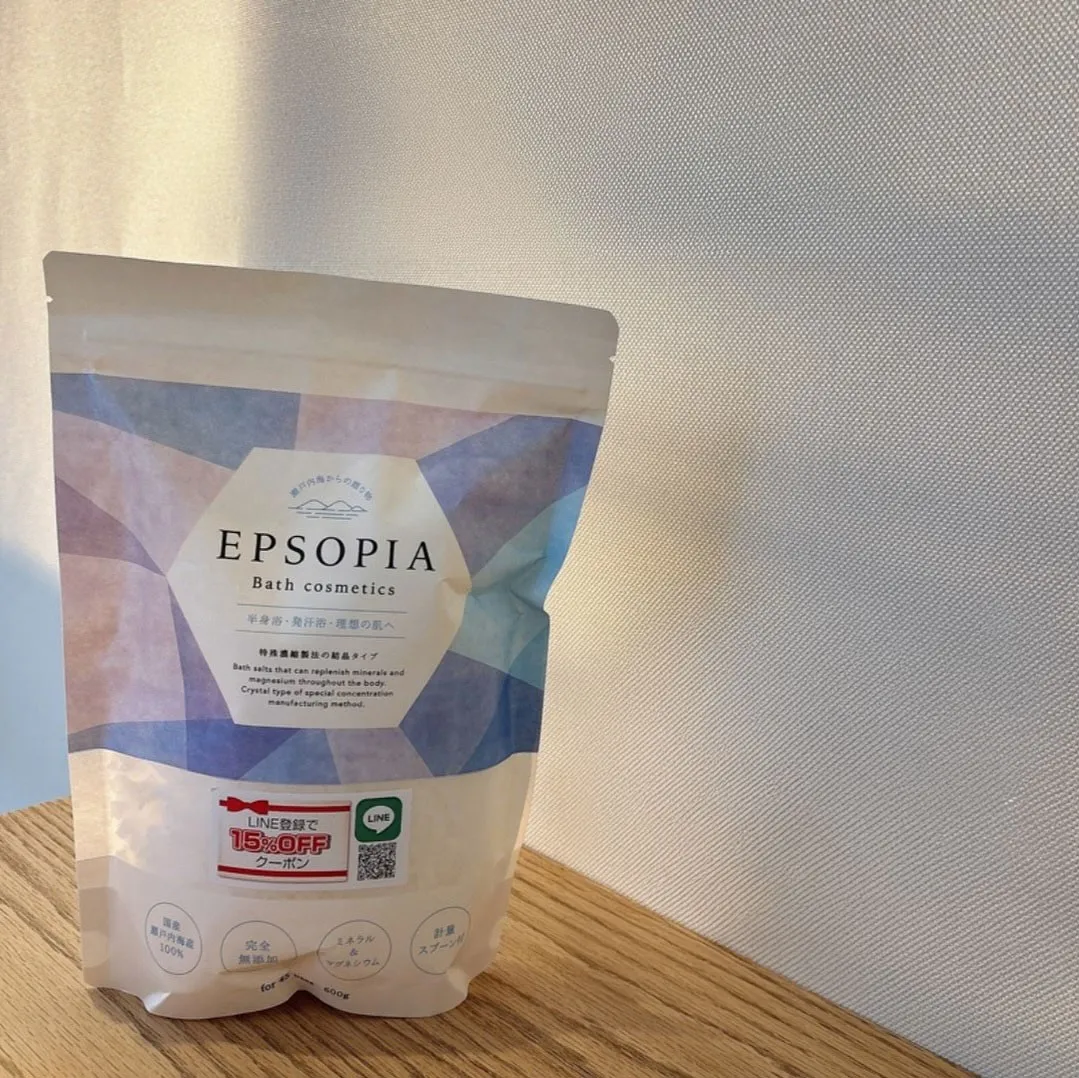 瀬戸内海からの贈り物
EPSOPIA
Bath cosmetics
半身浴・発汗浴・理想の肌へ
特殊濃縮製法の結晶タイプ
Bath salts that can replenish minerals and
magnesium throughout the body.
Crystal type of special concentration
manufacturing method.
LINE登録で
15%OFF
クーポン
LINE
国産
瀬戸内海産
100%
完全
無添加
ミネラル
&
マグネシウム
計量
スプーン付
for 45
600g